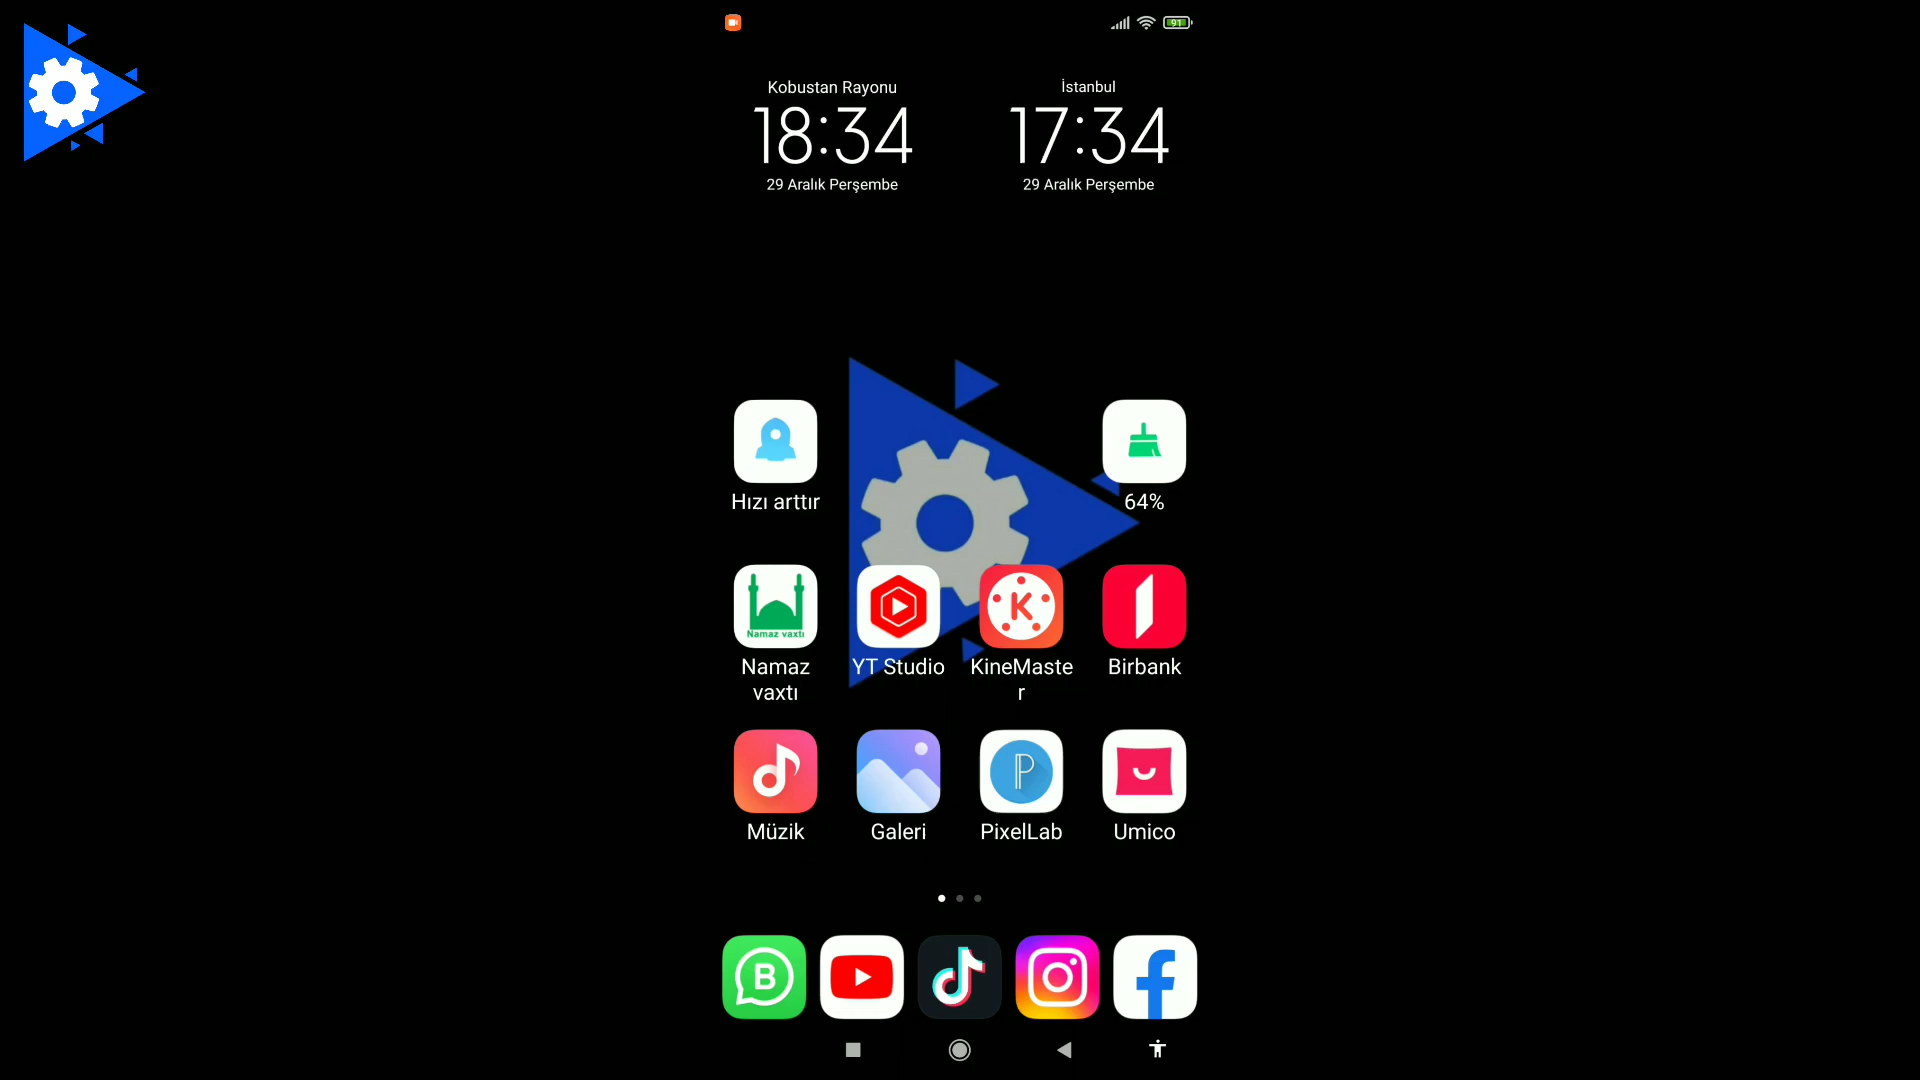 91
Kobustan Rayonu
18:34
29 Aralık Perşembe
İstanbul
17:34
29 Aralık Perşembe
Hızı arttır
64%
Namaz vaxtı
Namaz
vaxtı
YT Studio
K
KineMaste
r
Birbank
Müzik
Galeri
P
PixelLab
Umico
B